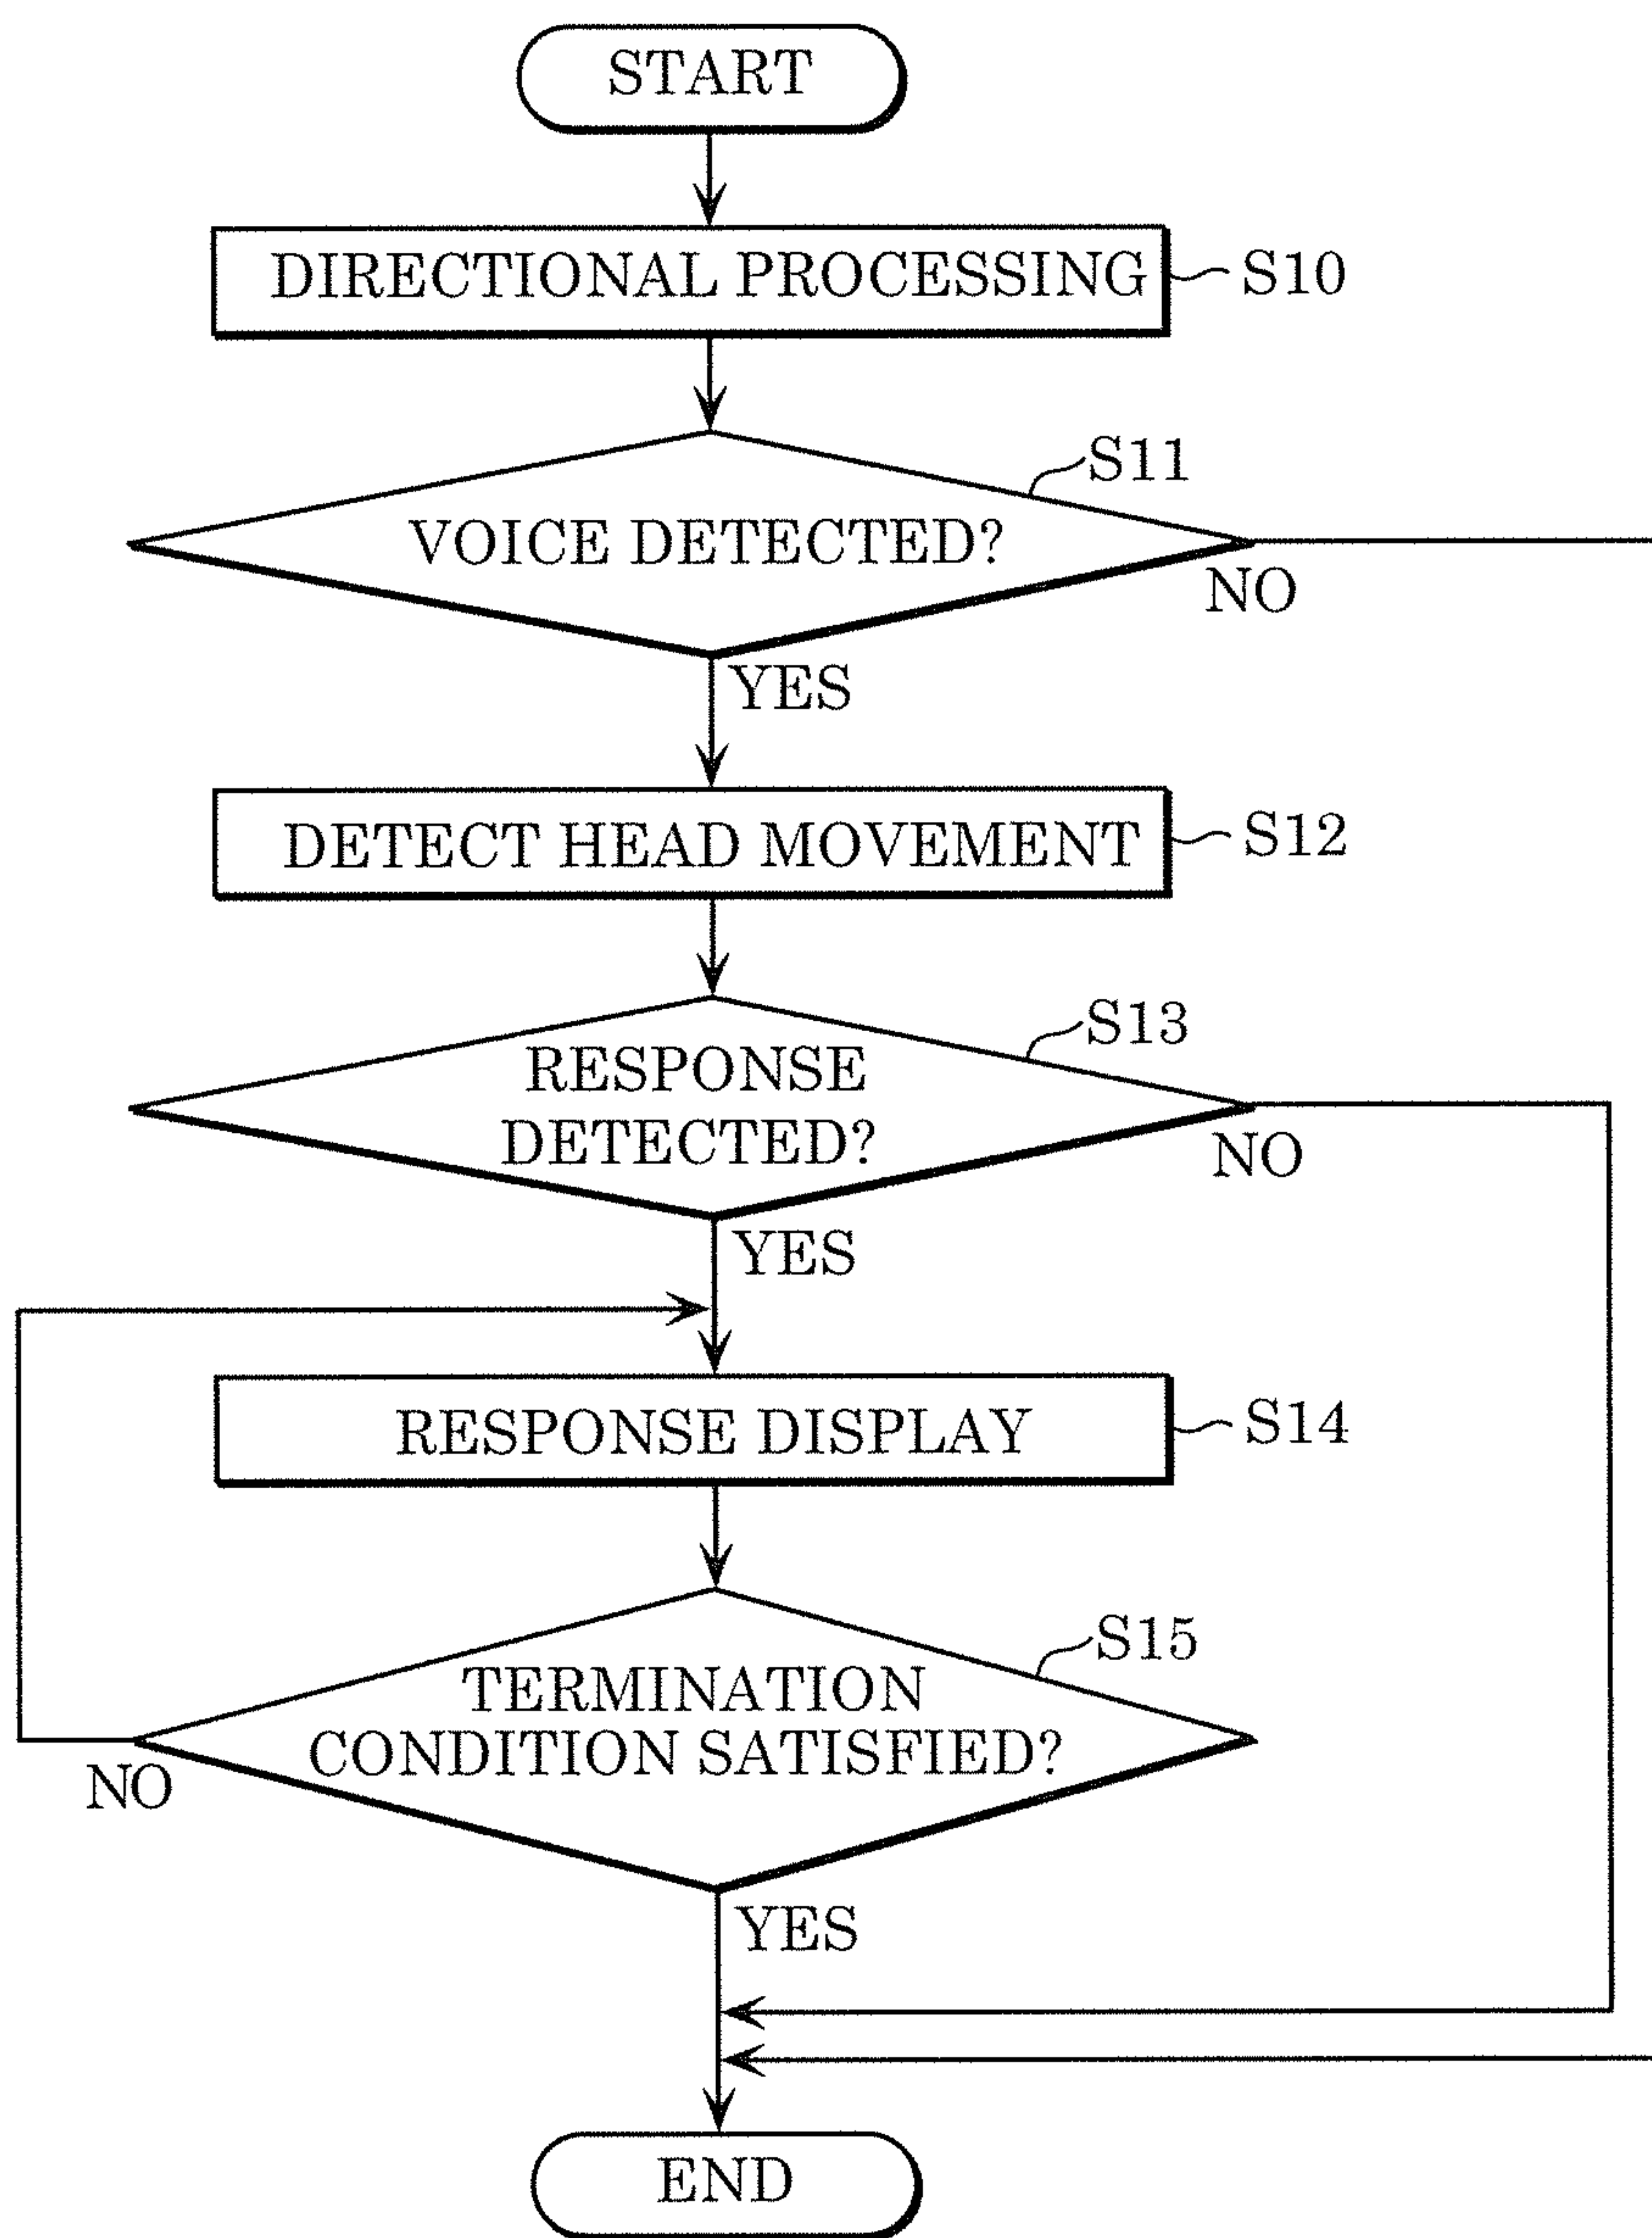 START
DIRECTIONAL PROCESSING
S10
S11
VOICE DETECTED?
NO
YES
DETECT HEAD MOVEMENT
S12
S13
RESPONSE
DETECTED?
NO
YES
RESPONSE DISPLAY
S14
S15
TERMINATION
CONDITION SATISFIED?
NO
YES
END